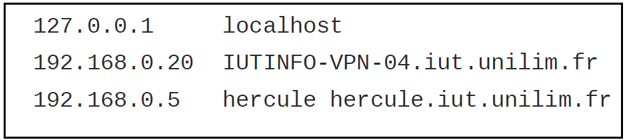 127.0.0.1 localhost
192.168.0.20 IUTINFO-VPN-04.iut.unilim.fr
192.168.0.5 hercule hercule.iut.unilim.fr